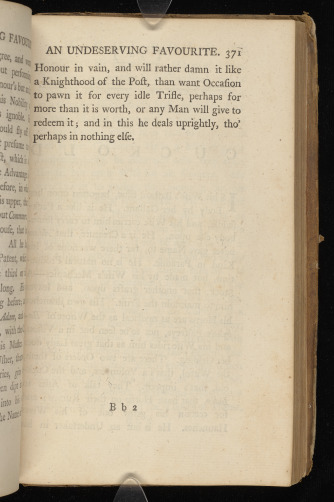 AN UNDESERVING FAVOURITE. 371
Honour in vain, and will rather damn it like
a Knighthood of the Poſt, than want Occaſion
to pawn it for every idle Trifle, perhaps for
more than it is worth, or any Man will give to
redeem it; and in this he deals uprightly, tho'
perhaps in nothing elſe.
B b 2